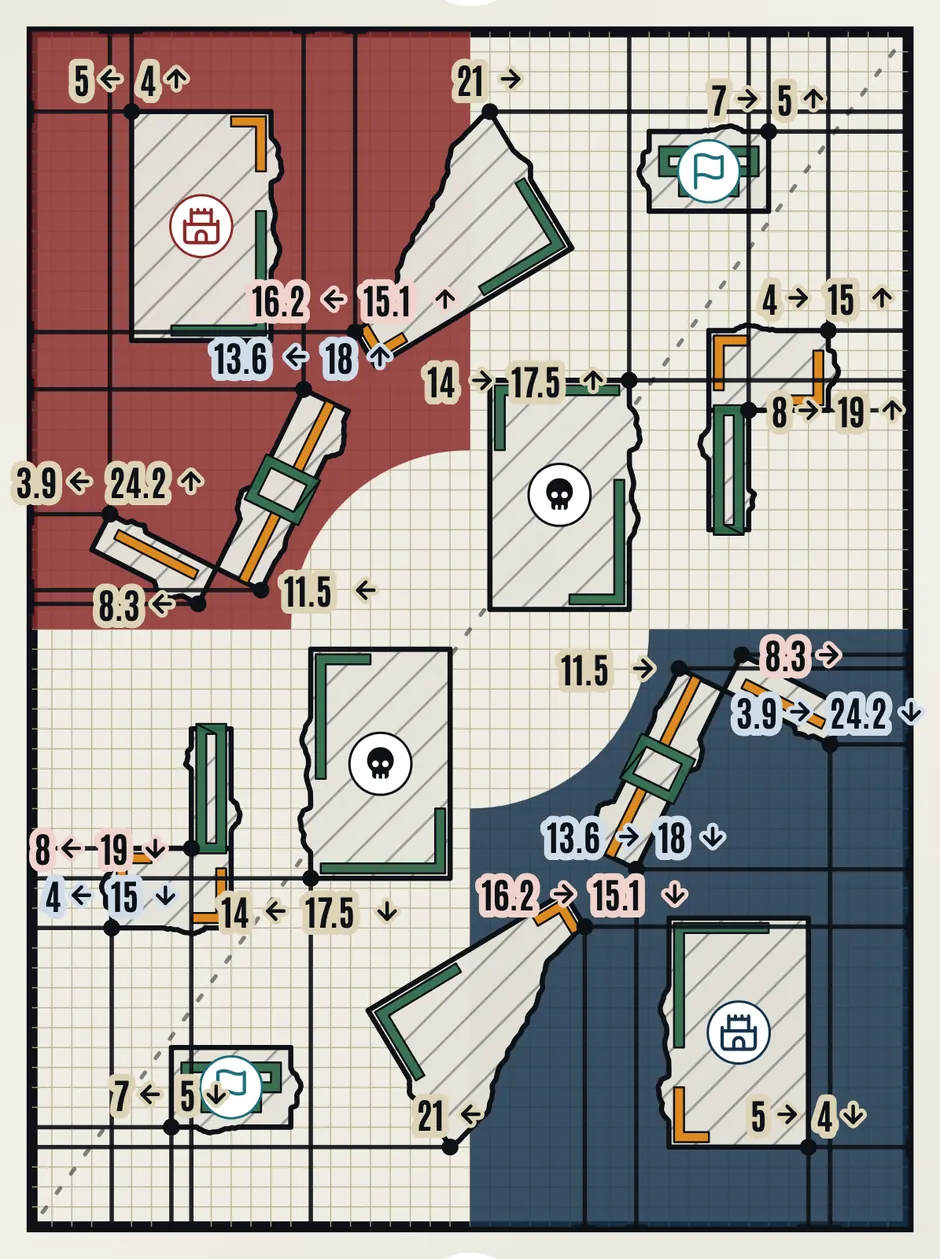 5 ← 4 ↑
21 →
7 → 5 ↑
16.2 ← 15.1 ↑
4 → 15 ↑
13.6 ← 18 ↑
14 → 17.5 ↑
8 → 19 ↑
3.9 ← 24.2 ↑
11.5 ←
8.3 ←
11.5 →
8.3 →
3.9 → 24.2 ↓
13.6 → 18 ↓
8 ← 19 ↓
4 ← 15 ↓
16.2 → 15.1 ↓
14 ← 17.5 ↓
7 ← 5 ↓
21 ←
5 → 4 ↓